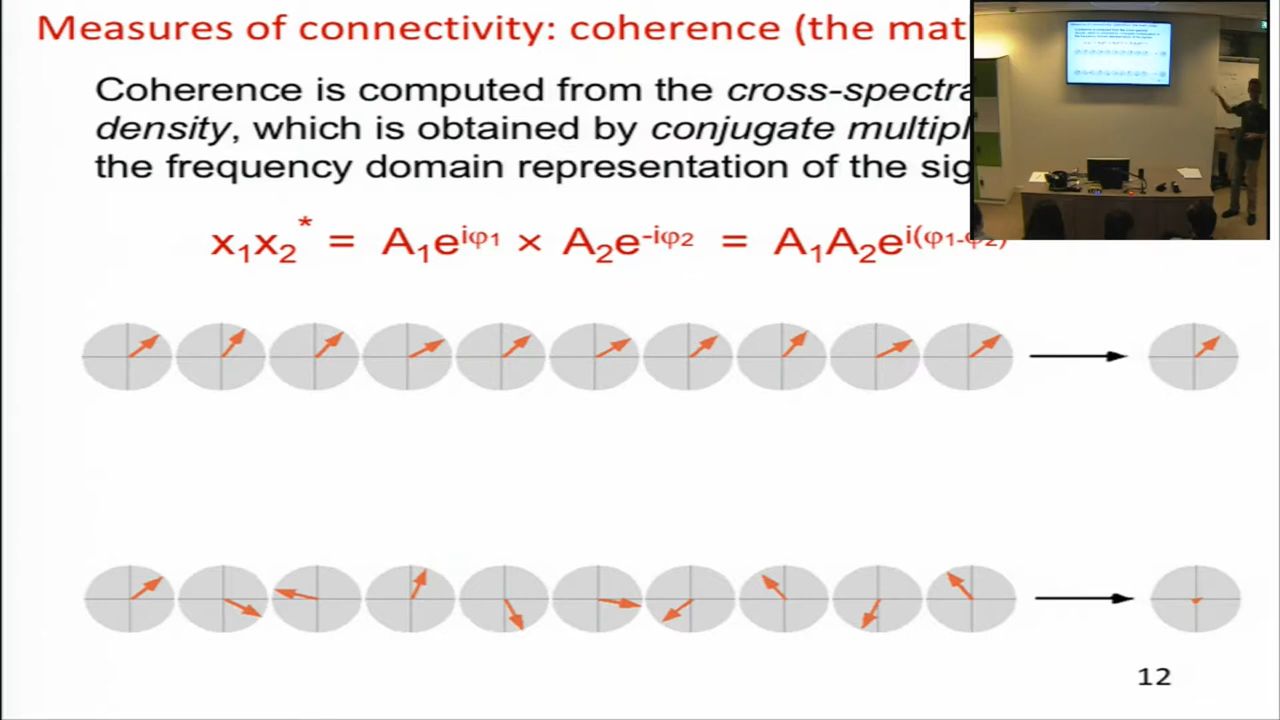 Measures of connectivity: coherence (the mat
Coherence is computed from the cross-spectra
density, which is obtained by conjugate multipl
the frequency domain representation of the sig
x₁x₂* = A₁e^iφ1 × A₂e^-iφ2 = A₁A₂e^i(φ1-φ2)
12